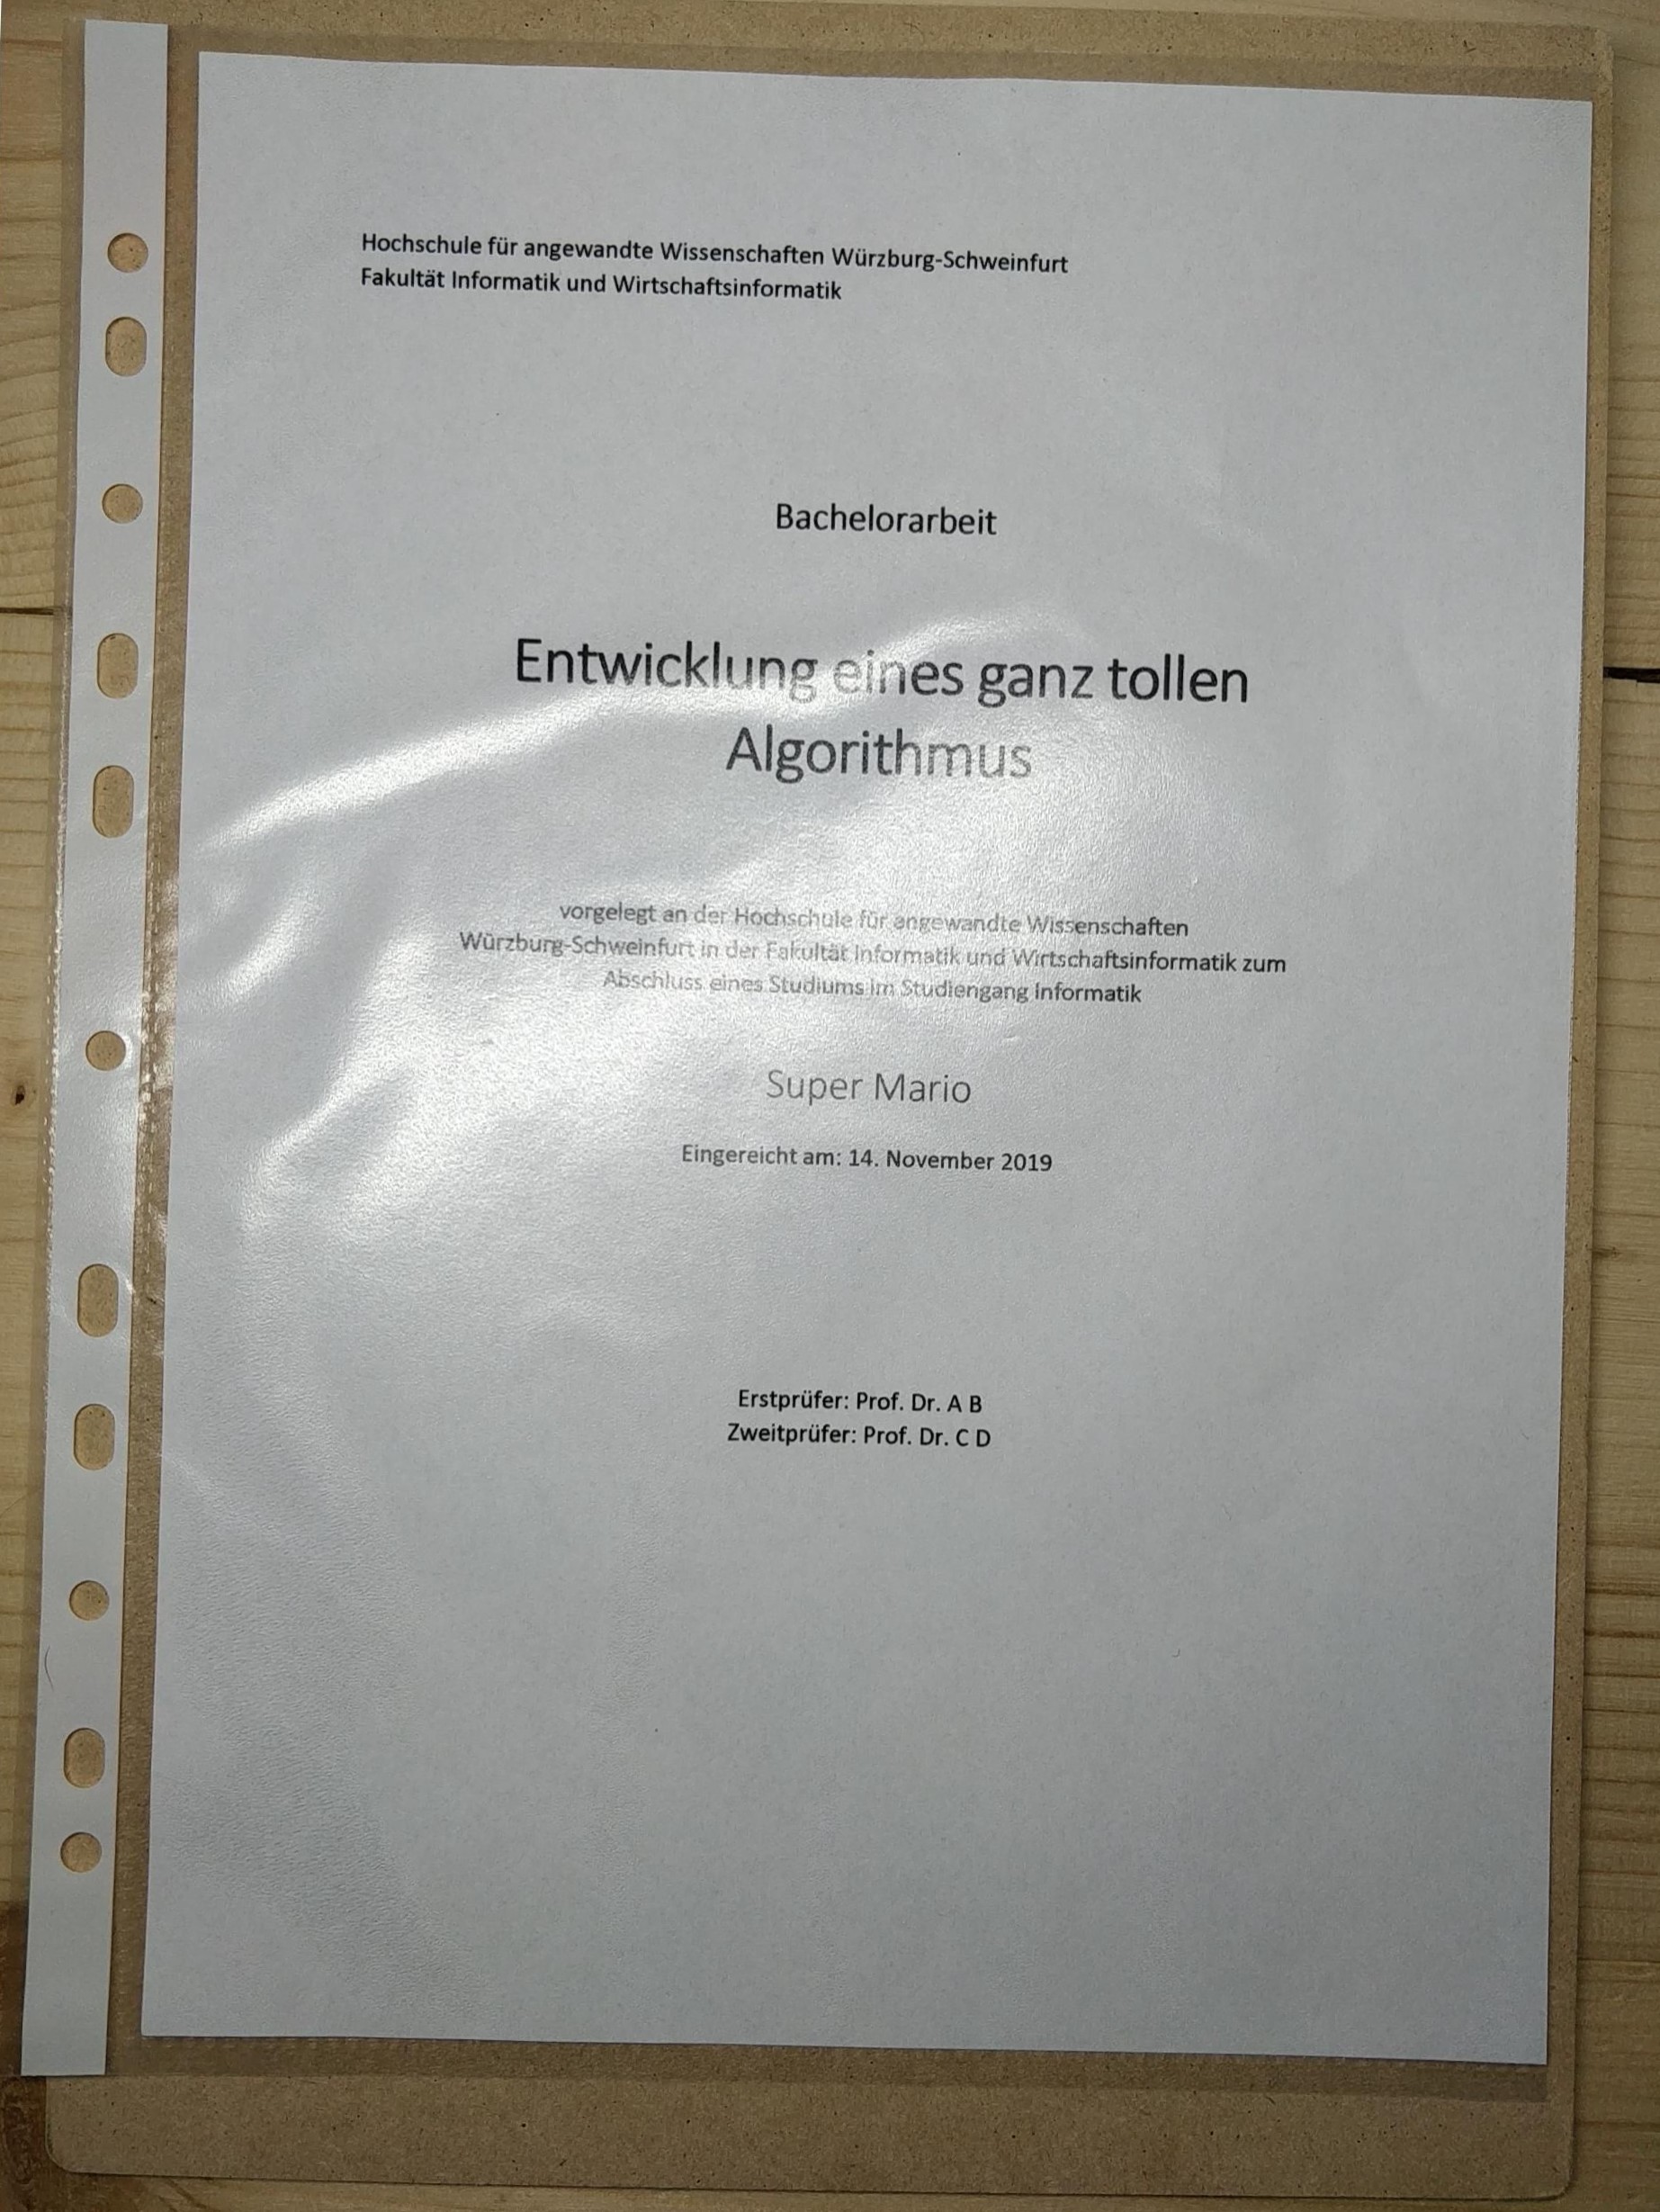 Hochschule für angewandte Wissenschaften Würzburg-Schweinfurt
Fakultät Informatik und Wirtschaftsinformatik
Bachelorarbeit
Entwicklung eines ganz tollen
Algorithmus
vorgelegt an der Hochschule für angewandte Wissenschaften
Würzburg-Schweinfurt in der Fakultät Informatik und Wirtschaftsinformatik zum
Abschluss eines Studiums im Studiengang Informatik
Super Mario
Eingereicht am: 14. November 2019
Erstprüfer: Prof. Dr. A B
Zweitprüfer: Prof. Dr. C D